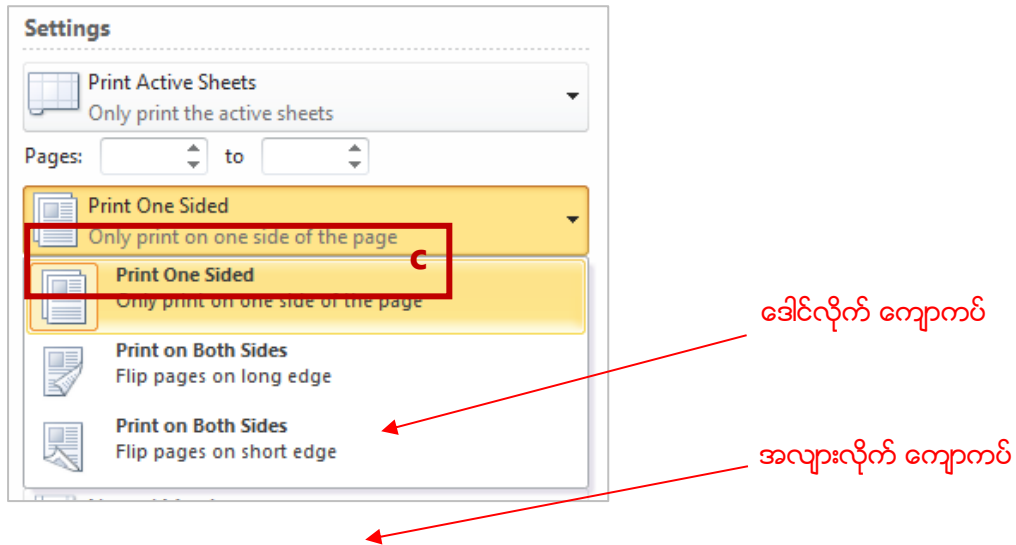 Settings
Print Active Sheets
Only print the active sheets
Pages: to
Print One Sided
Only print on one side of the page
C
Print One Sided
Only print on one side of the page
Print on Both Sides
Flip pages on long edge
Print on Both Sides
Flip pages on short edge
ဒေါင်လိုက် ကျောကပ်
အလျားလိုက် ကျောကပ်